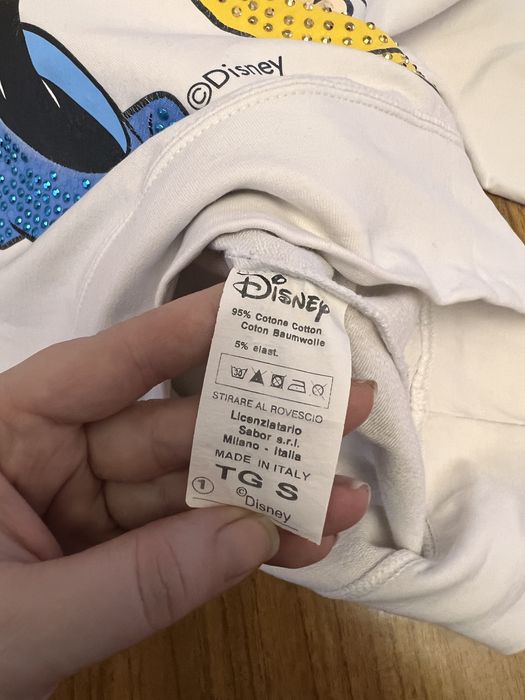 ©Disney
Disney
95% Cotone Cotton
Coton Baumwolle
5% elast.
STIRARE AL ROVESCIO
Licenziatario
Sabor s.r.l.
Milano - Italia
MADE IN ITALY
TG S
1 ©Disney